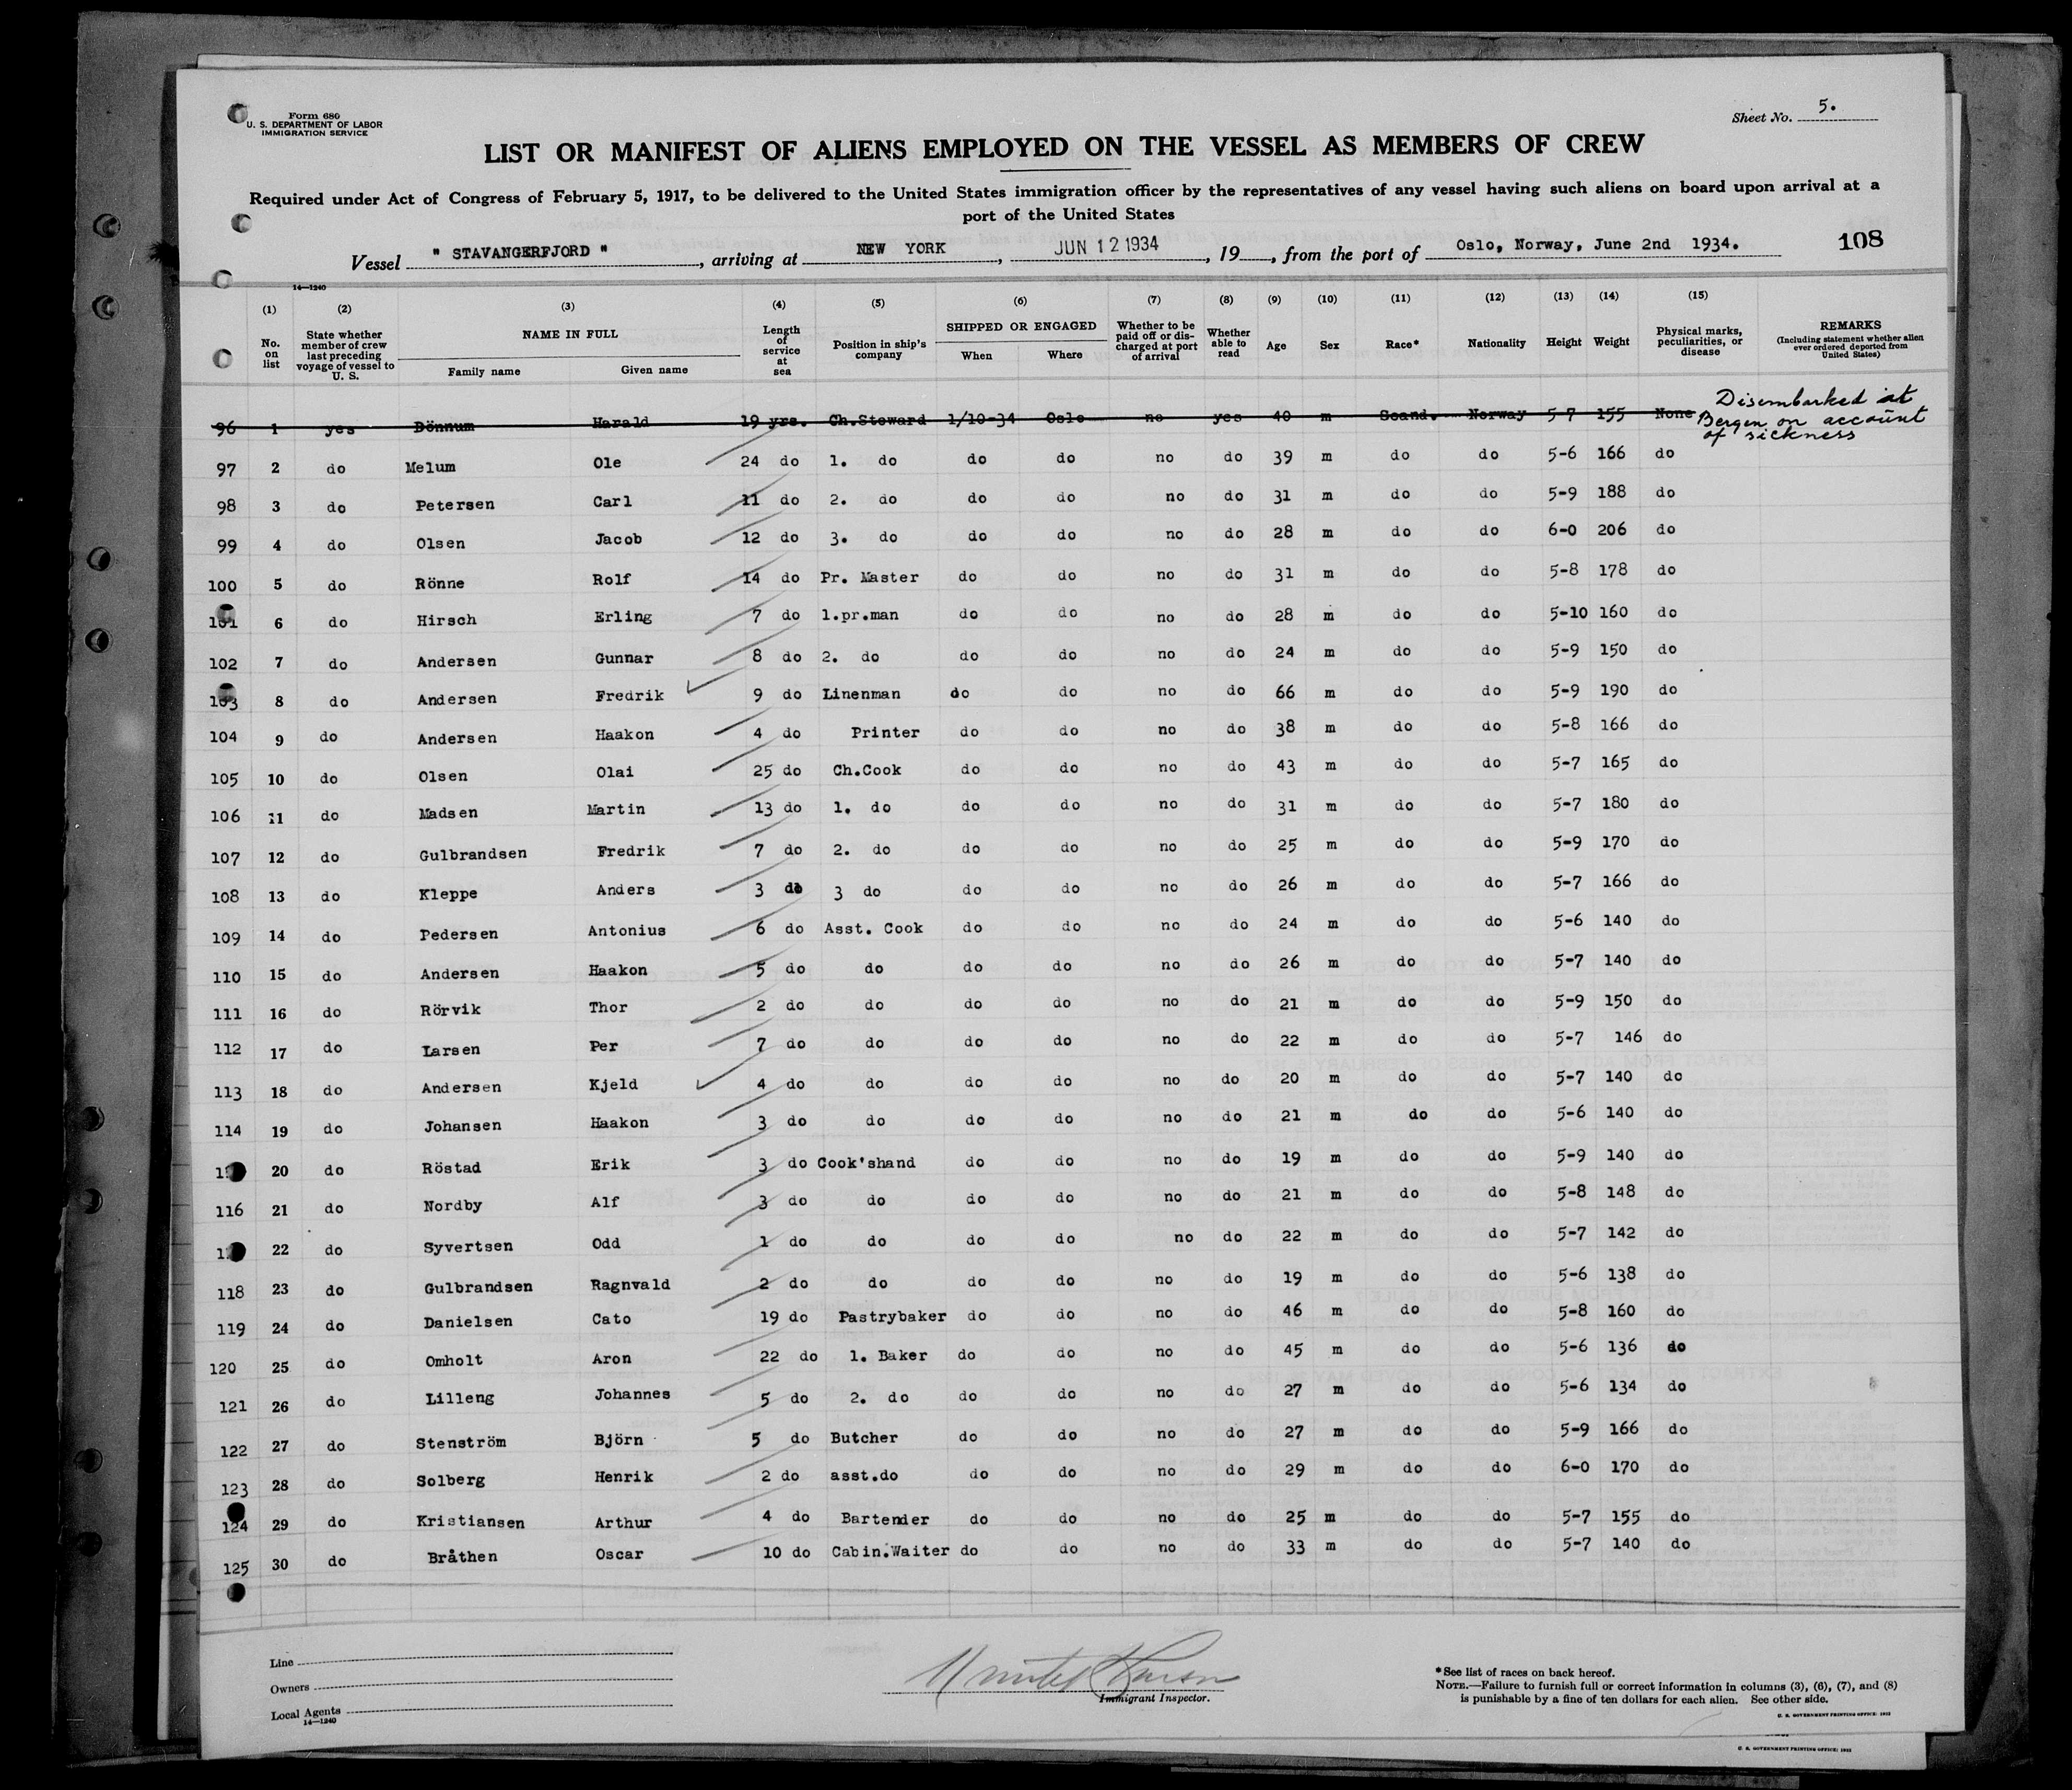 Form 680
U. S. DEPARTMENT OF LABOR
IMMIGRATION SERVICE
Sheet No. 5.
LIST OR MANIFEST OF ALIENS EMPLOYED ON THE VESSEL AS MEMBERS OF CREW
Required under Act of Congress of February 5, 1917, to be delivered to the United States immigration officer by the representatives of any vessel having such aliens on board upon arrival at a
port of the United States
Vessel " STAVANGERFJORD " , arriving at NEW YORK , JUN 12 1934 , 19 , from the port of Oslo, Norway, June 2nd 1934. 108
14—1240
(1) (2) (3) (4) (5) (6) (7) (8) (9) (10) (11) (12) (13) (14) (15)
No. on list State whether member of crew last preceding voyage of vessel to U. S. NAME IN FULL Family name Given name Length of service at sea Position in ship's company SHIPPED OR ENGAGED When Where Whether to be paid off or discharged at port of arrival Whether able to read Age Sex Race* Nationality Height Weight Physical marks, peculiarities, or disease REMARKS (Including statement whether alien ever ordered deported from United States)
96 1 yes Dönnum Harald 19 yrs. Ch.Steward 1/10-34 Oslo no yes 40 m Scand. Norway 5-7 155 None Disembarked at Bergen on account of sickness
97 2 do Melum Ole 24 do 1. do do do no do 39 m do do 5-6 166 do
98 3 do Petersen Carl 11 do 2. do do do no do 31 m do do 5-9 188 do
99 4 do Olsen Jacob 12 do 3. do do do no do 28 m do do 6-0 206 do
100 5 do Rönne Rolf 14 do Pr. Master do do no do 31 m do do 5-8 178 do
101 6 do Hirsch Erling 7 do 1.pr.man do do no do 28 m do do 5-10 160 do
102 7 do Andersen Gunnar 8 do 2. do do do no do 24 m do do 5-9 150 do
103 8 do Andersen Fredrik 9 do Linenman do do no do 66 m do do 5-9 190 do
104 9 do Andersen Haakon 4 do Printer do do no do 38 m do do 5-8 166 do
105 10 do Olsen Olai 25 do Ch.Cook do do no do 43 m do do 5-7 165 do
106 11 do Madsen Martin 13 do 1. do do do no do 31 m do do 5-7 180 do
107 12 do Gulbrandsen Fredrik 7 do 2. do do do no do 25 m do do 5-9 170 do
108 13 do Kleppe Anders 3 do 3 do do do no do 26 m do do 5-7 166 do
109 14 do Pedersen Antonius 6 do Asst. Cook do do no do 24 m do do 5-6 140 do
110 15 do Andersen Haakon 5 do do do do no do 26 m do do 5-7 140 do
111 16 do Rörvik Thor 2 do do do do no do 21 m do do 5-9 150 do
112 17 do Larsen Per 7 do do do do no do 22 m do do 5-7 146 do
113 18 do Andersen Kjeld 4 do do do do no do 20 m do do 5-7 140 do
114 19 do Johansen Haakon 3 do do do do no do 21 m do do 5-6 140 do
20 do Röstad Erik 3 do Cook'shand do do no do 19 m do do 5-9 140 do
116 21 do Nordby Alf 3 do do do do no do 21 m do do 5-8 148 do
22 do Syvertsen Odd 1 do do do do no do 22 m do do 5-7 142 do
118 23 do Gulbrandsen Ragnvald 2 do do do do no do 19 m do do 5-6 138 do
119 24 do Danielsen Cato 19 do Pastrybaker do do no do 46 m do do 5-8 160 do
120 25 do Omholt Aron 22 do 1. Baker do do no do 45 m do do 5-6 136 do
121 26 do Lilleng Johannes 5 do 2. do do do no do 27 m do do 5-6 134 do
122 27 do Stenström Björn 5 do Butcher do do no do 27 m do do 5-9 166 do
123 28 do Solberg Henrik 2 do asst.do do do no do 29 m do do 6-0 170 do
124 29 do Kristiansen Arthur 4 do Bartender do do no do 25 m do do 5-7 155 do
125 30 do Bråthen Oscar 10 do Cabin.Waiter do do no do 33 m do do 5-7 140 do
Line
Owners
Local Agents
14—1240
Immigrant Inspector.
*See list of races on back hereof.
NOTE.—Failure to furnish full or correct information in columns (3), (6), (7), and (8)
is punishable by a fine of ten dollars for each alien. See other side.
U. S. GOVERNMENT PRINTING OFFICE: 1932
U. S. GOVERNMENT PRINTING OFFICE: 1932